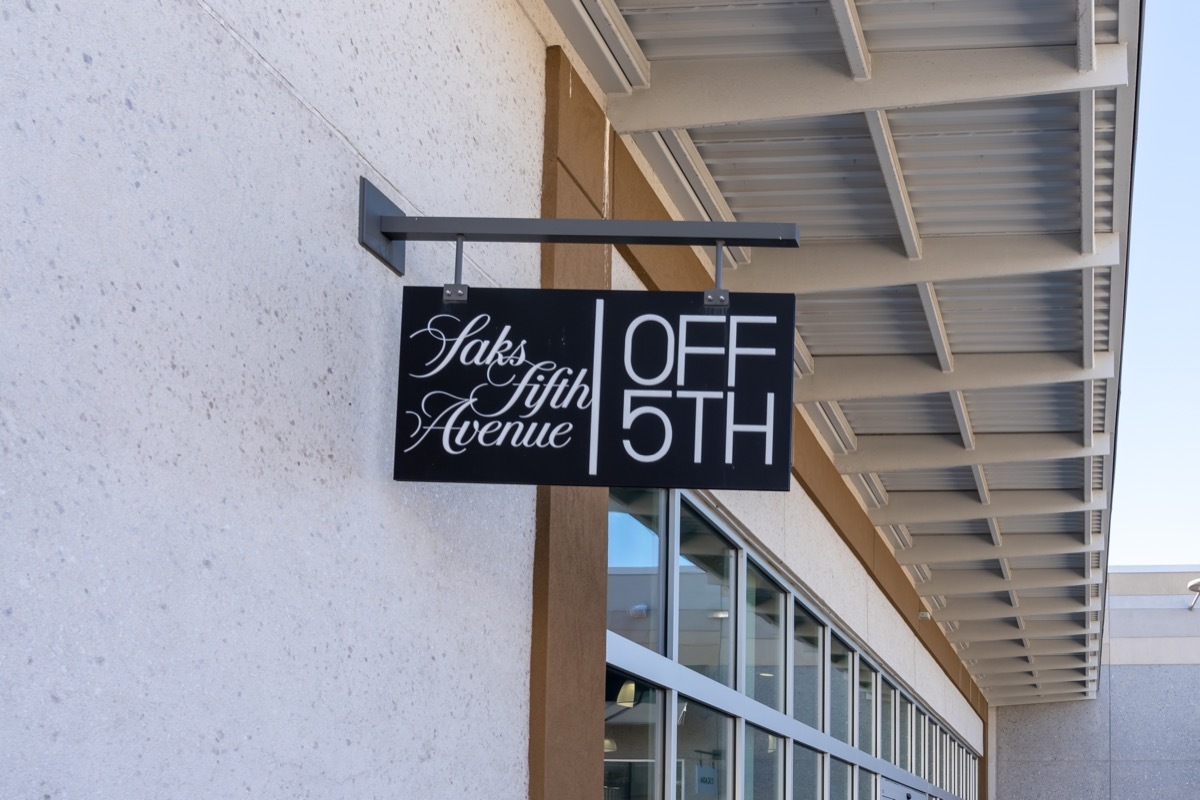 Saks
fifth
Avenue
OFF
5TH